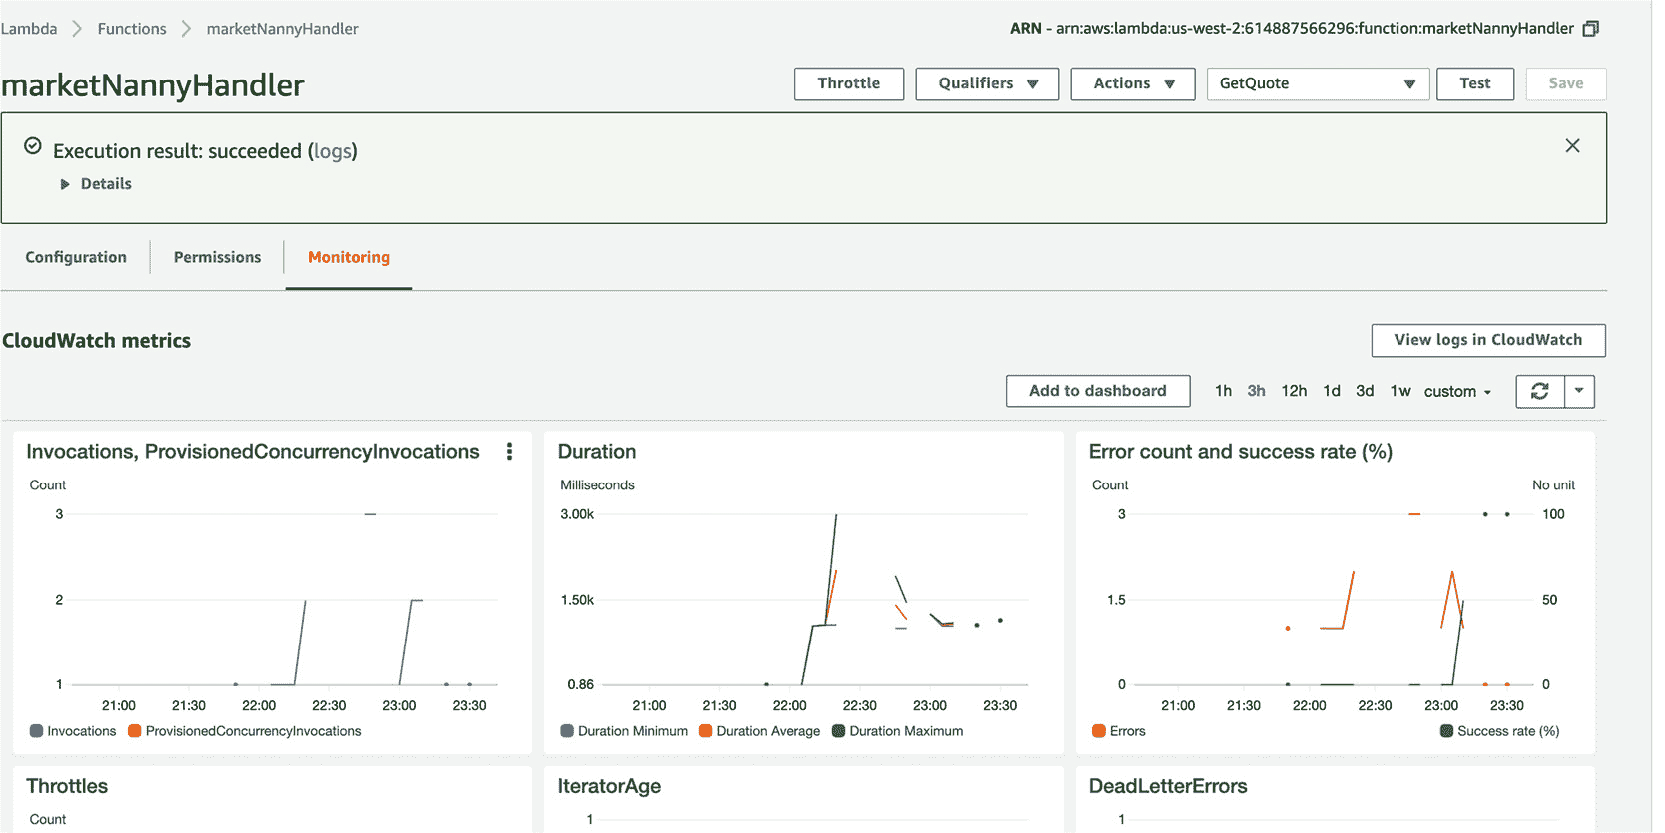 Lambda Functions marketNannyHandler ARN - arn:aws:lambda:us-west-2:614887566296:function:marketNannyHandler
marketNannyHandler Throttle Qualifiers Actions GetQuote Test Save
Execution result: succeeded (logs)
Details
Configuration Permissions Monitoring
CloudWatch metrics View logs in CloudWatch
Add to dashboard 1h 3h 12h 1d 3d 1w custom
Invocations, ProvisionedConcurrencyInvocations
Count
3
2
1
21:00 21:30 22:00 22:30 23:00 23:30
Invocations ProvisionedConcurrencyInvocations
Duration
Milliseconds
3.00k
1.50k
0.86
21:00 21:30 22:00 22:30 23:00 23:30
Duration Minimum Duration Average Duration Maximum
Error count and success rate (%)
Count No unit
3 100
1.5 50
0 0
21:00 21:30 22:00 22:30 23:00 23:30
Errors Success rate (%)
Throttles
Count
IteratorAge
1
DeadLetterErrors
1